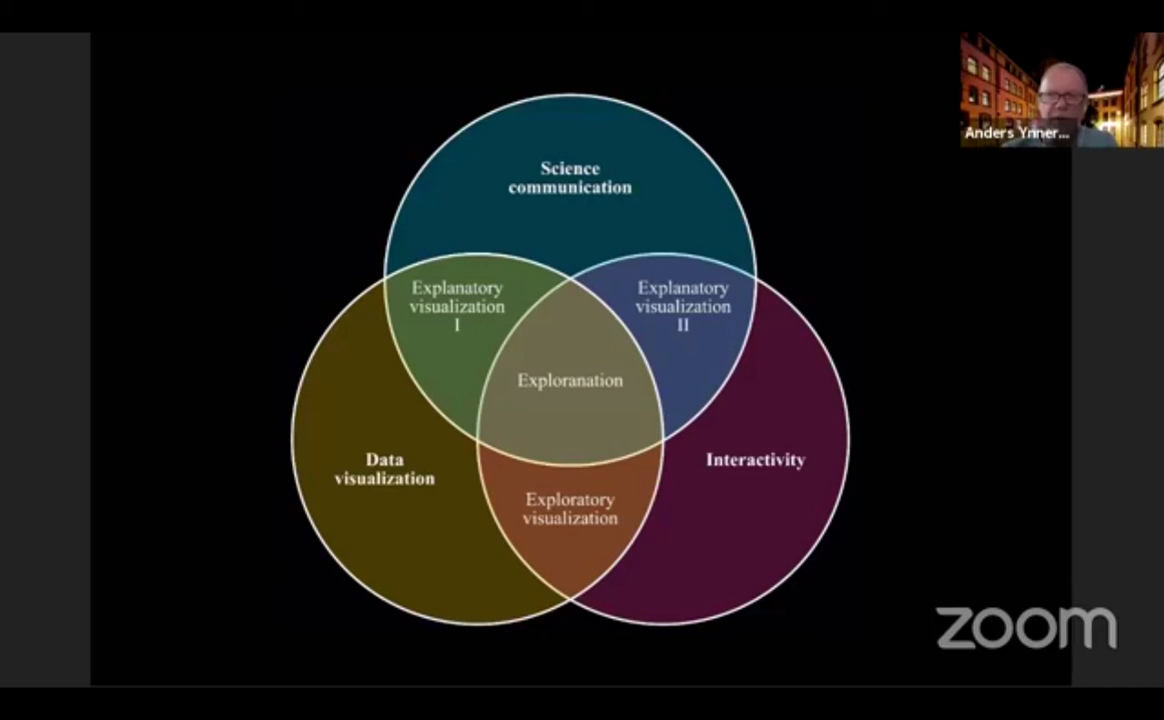 Anders Ynner...
Science
communication
Explanatory
visualization
I
Explanatory
visualization
II
Exploranation
Data
visualization
Interactivity
Exploratory
visualization
zoom